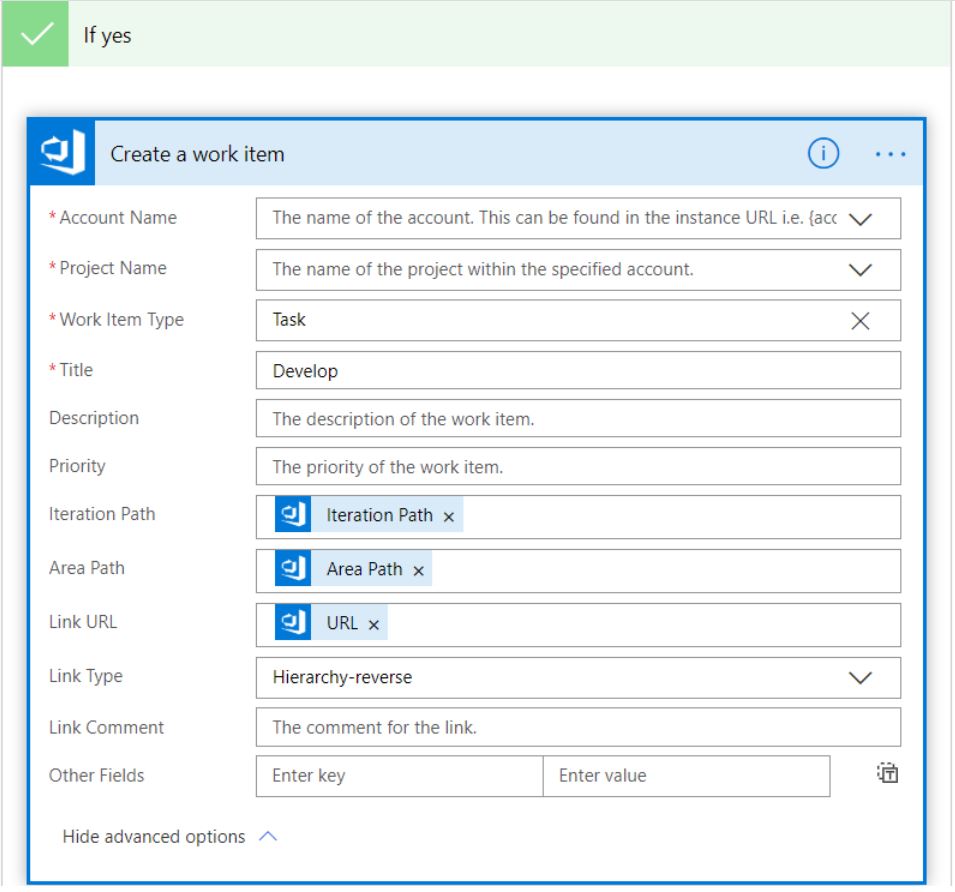 If yes
Create a work item
* Account Name The name of the account. This can be found in the instance URL i.e. {acc
* Project Name The name of the project within the specified account.
* Work Item Type Task
* Title Develop
Description The description of the work item.
Priority The priority of the work item.
Iteration Path Iteration Path ×
Area Path Area Path ×
Link URL URL ×
Link Type Hierarchy-reverse
Link Comment The comment for the link.
Other Fields Enter key Enter value
Hide advanced options